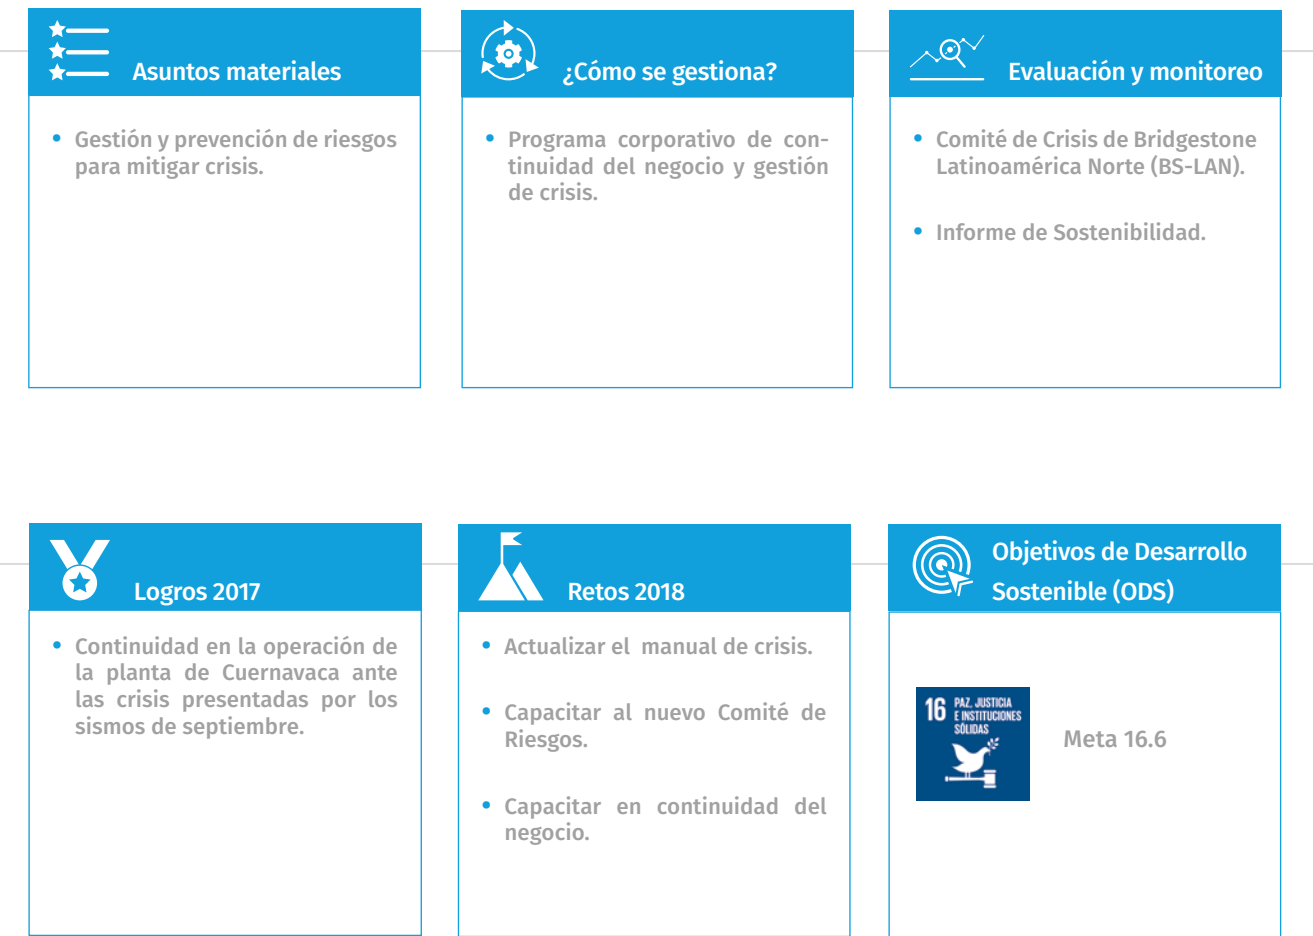 Asuntos materiales
• Gestión y prevención de riesgos
para mitigar crisis.
¿Cómo se gestiona?
• Programa corporativo de con-
tinuidad del negocio y gestión
de crisis.
Evaluación y monitoreo
• Comité de Crisis de Bridgestone
Latinoamérica Norte (BS-LAN).
• Informe de Sostenibilidad.
Logros 2017
• Continuidad en la operación de
la planta de Cuernavaca ante
las crisis presentadas por los
sismos de septiembre.
Retos 2018
• Actualizar el manual de crisis.
• Capacitar al nuevo Comité de
Riesgos.
• Capacitar en continuidad del
negocio.
Objetivos de Desarrollo
Sostenible (ODS)
16 PAZ, JUSTICIA
E INSTITUCIONES
SÓLIDAS
Meta 16.6